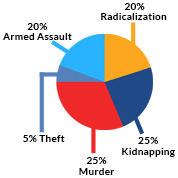 20%
Radicalization
20%
Armed Assault
5% Theft
25%
Kidnapping
25%
Murder